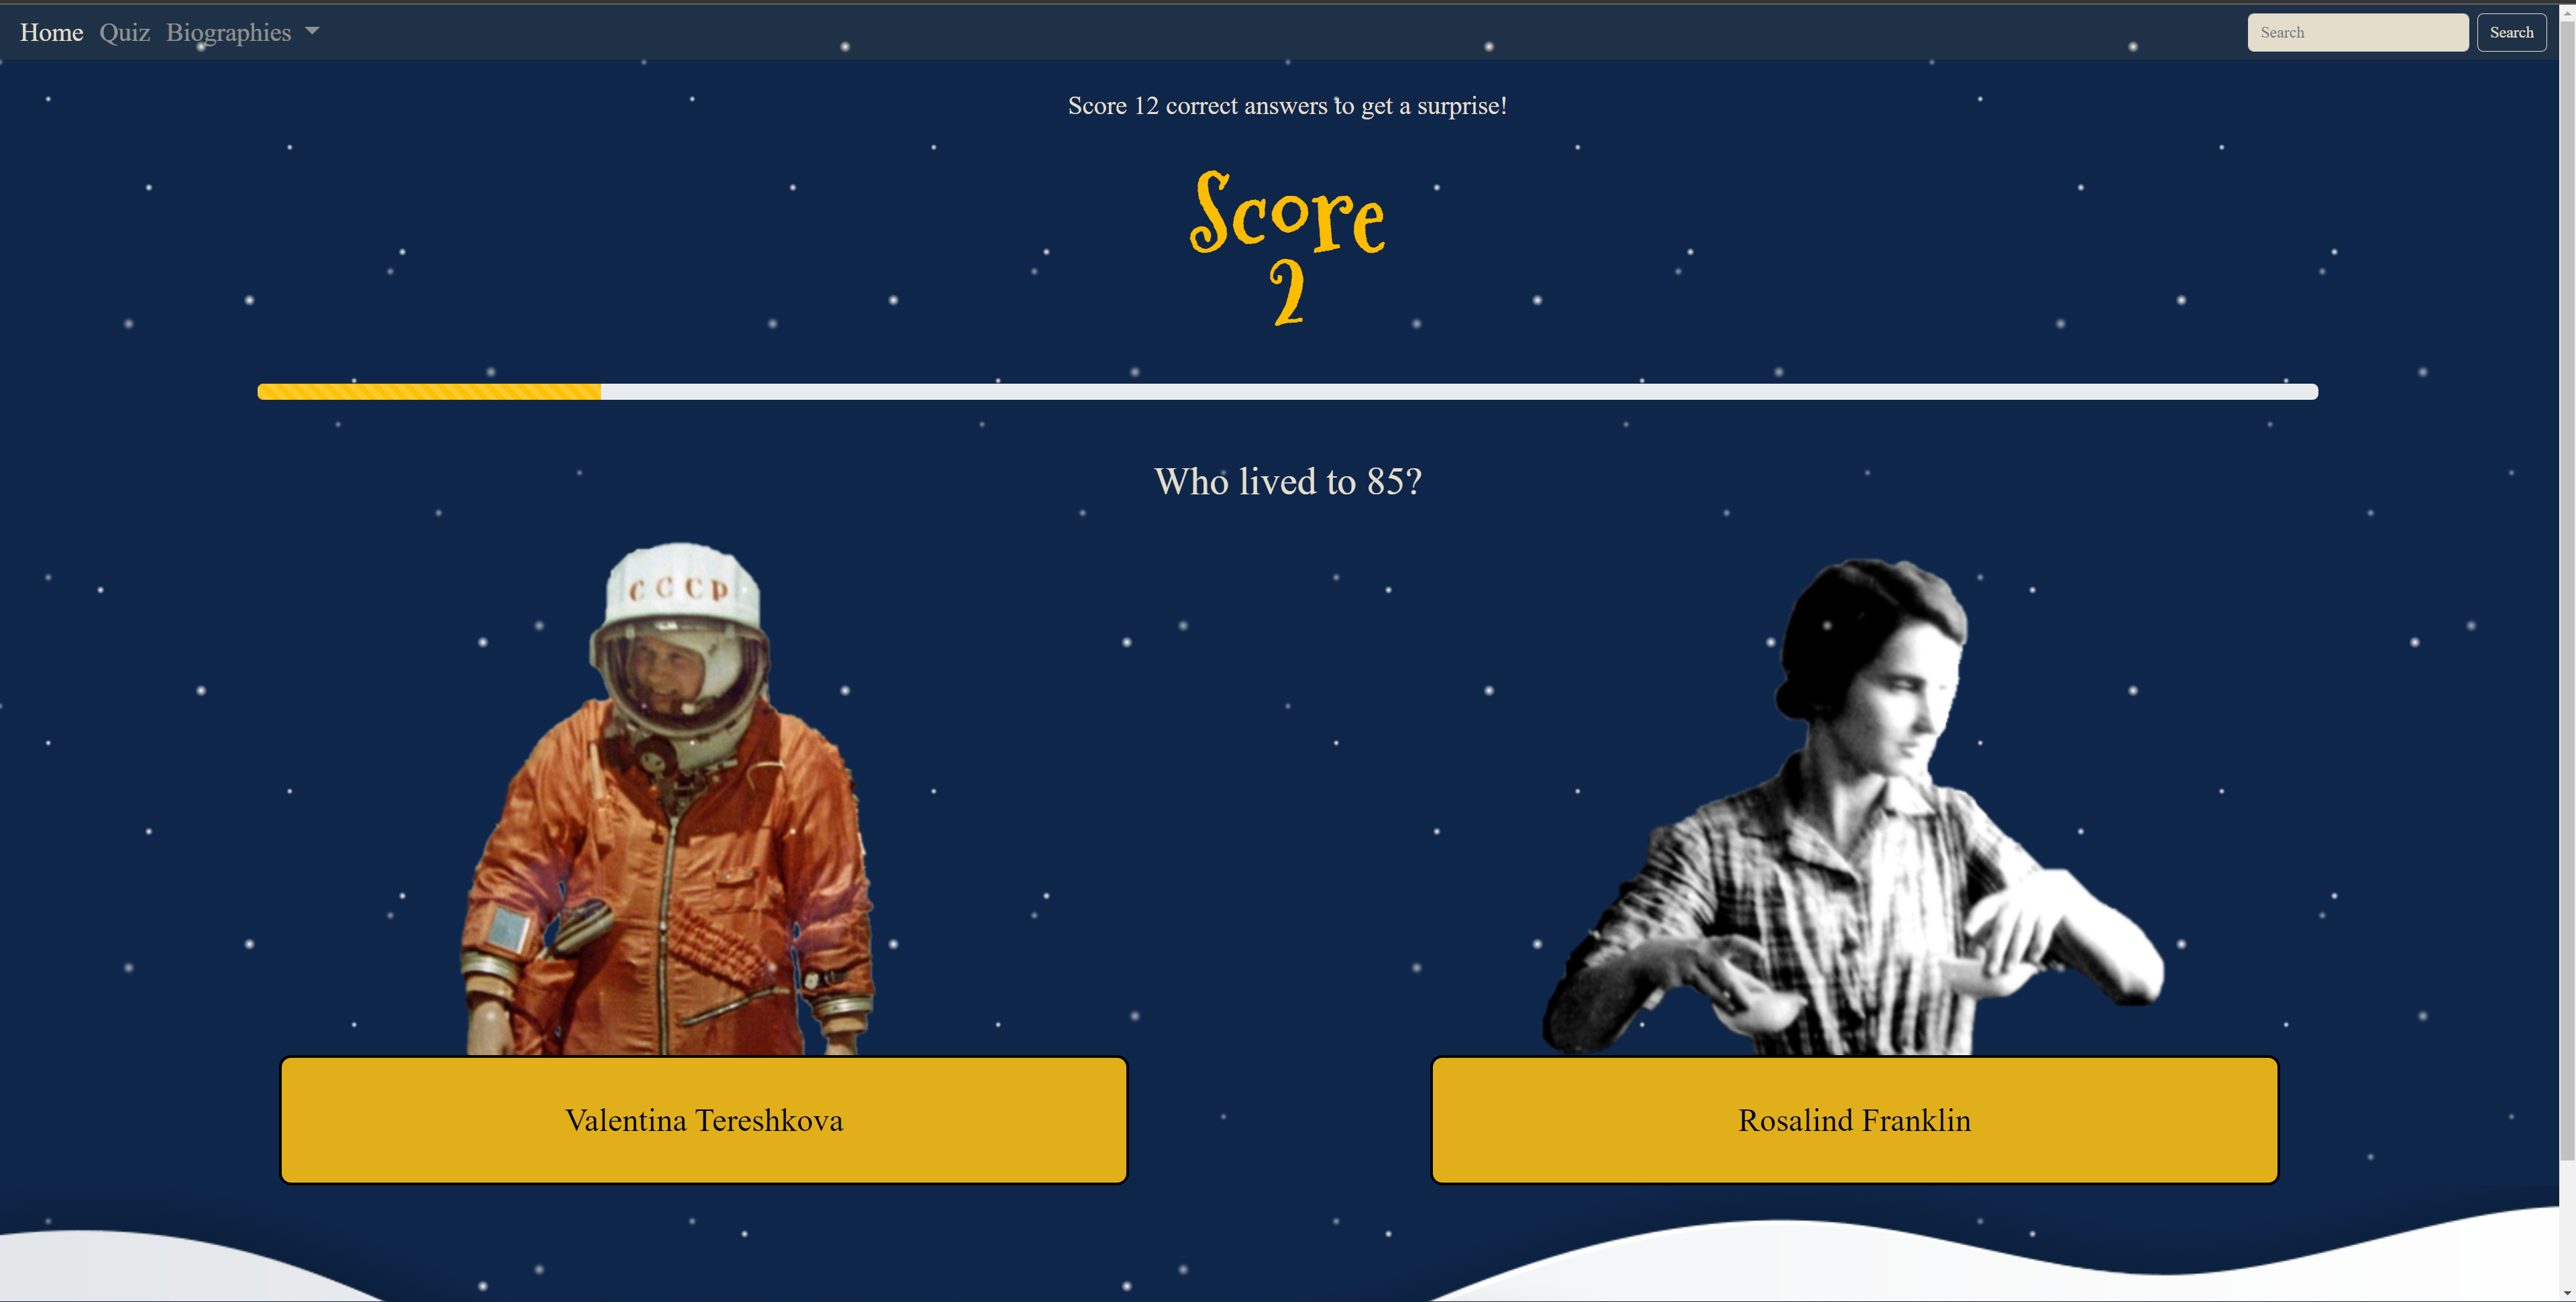 Home Quiz Biographies
Search Search
Score 12 correct answers to get a surprise!
Score
2
Who lived to 85?
CCCP
Valentina Tereshkova
Rosalind Franklin